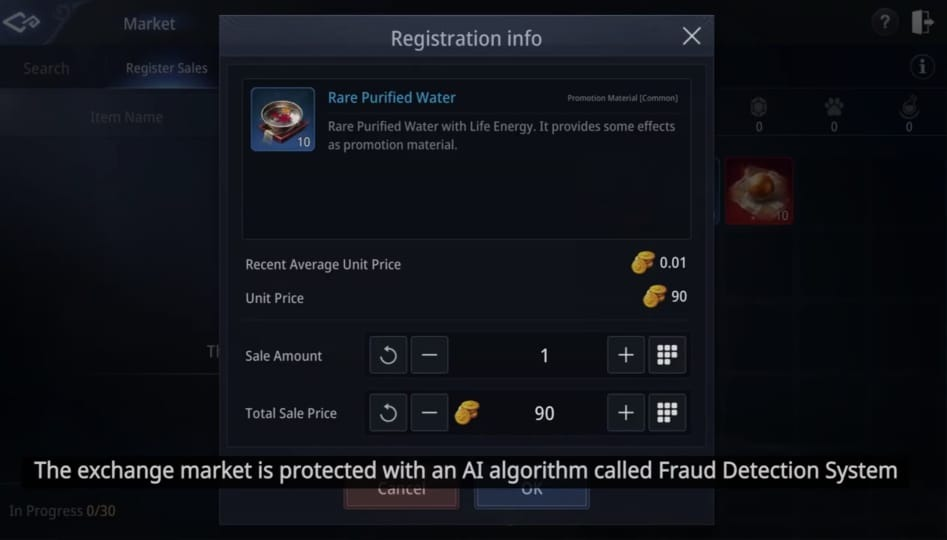 Market
Registration info
?
Search
Register Sales
i
Item Name
Rare Purified Water
Promotion Material [Common]
Rare Purified Water with Life Energy. It provides some effects
as promotion material.
10
0
0
0
10
Recent Average Unit Price
0.01
Unit Price
90
Sale Amount
1
Total Sale Price
90
The exchange market is protected with an AI algorithm called Fraud Detection System
Cancel
OK
In Progress 0/30